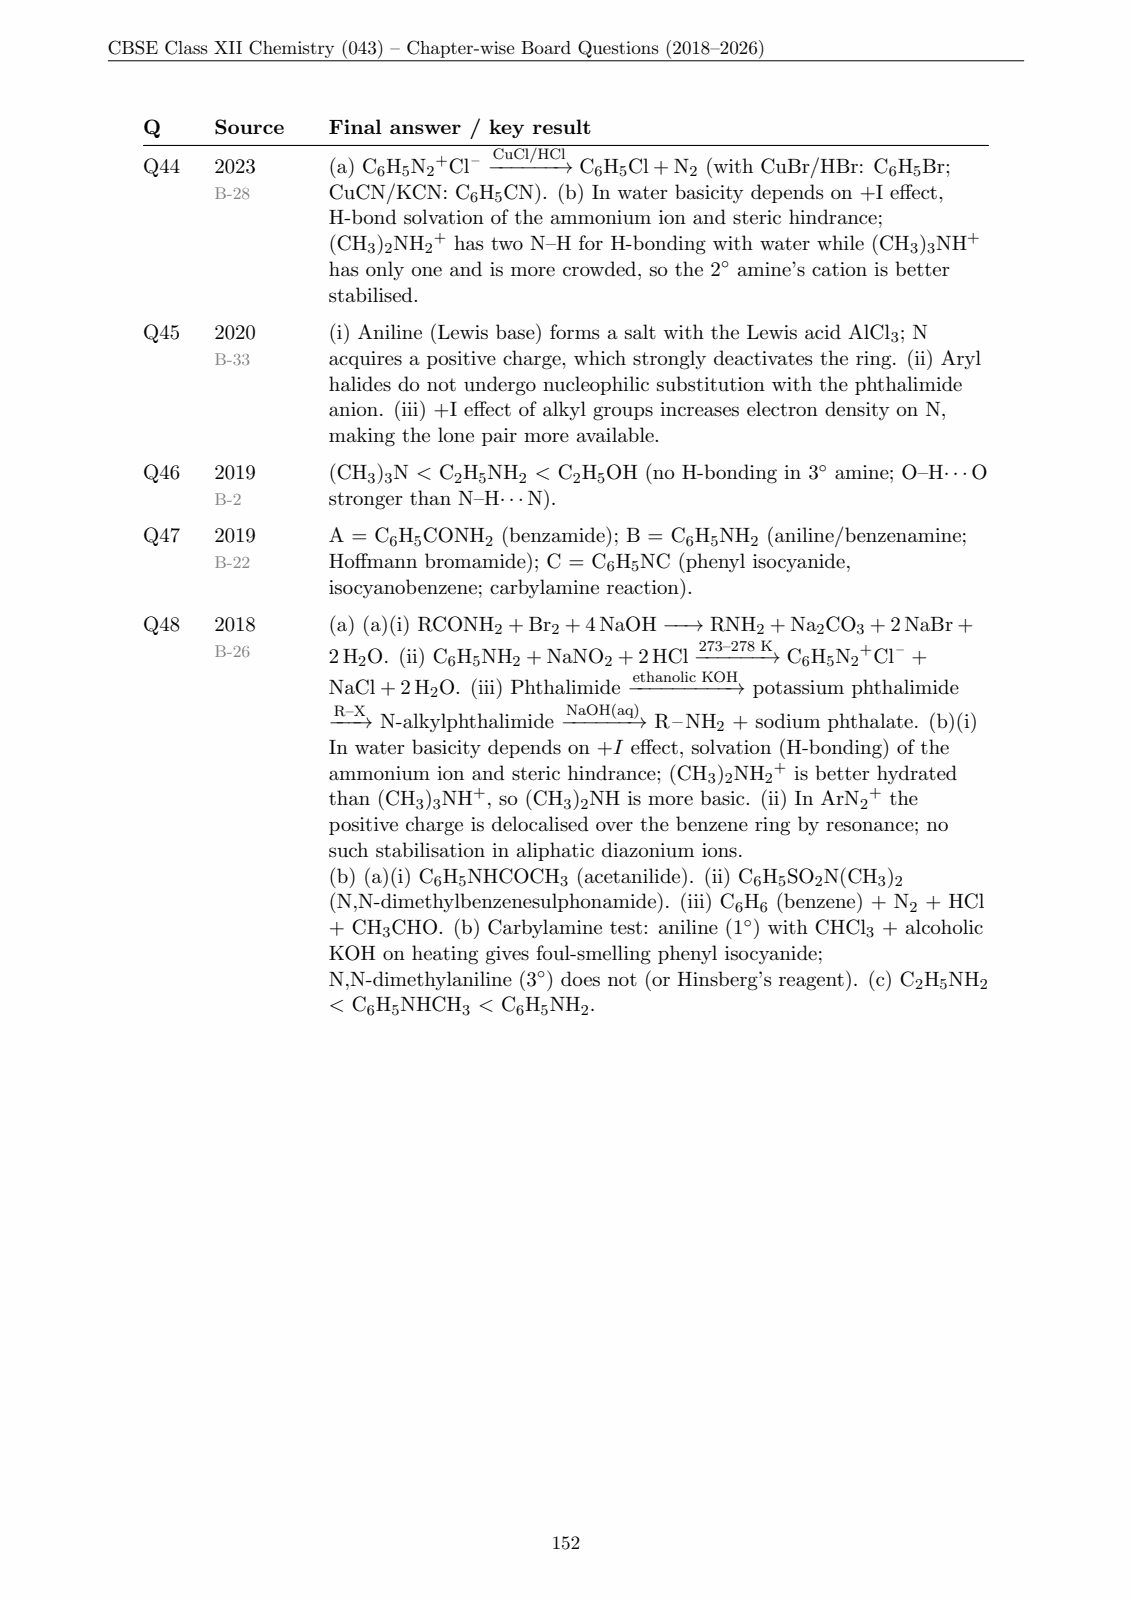 CBSE Class XII Chemistry (043) – Chapter-wise Board Questions (2018–2026)
Q Source Final answer / key result
Q44 2023 (a) C₆H₅N₂⁺Cl⁻ —CuCl/HCl→ C₆H₅Cl + N₂ (with CuBr/HBr: C₆H₅Br;
B-28 CuCN/KCN: C₆H₅CN). (b) In water basicity depends on +I effect,
H-bond solvation of the ammonium ion and steric hindrance;
(CH₃)₂NH₂⁺ has two N–H for H-bonding with water while (CH₃)₃NH⁺
has only one and is more crowded, so the 2° amine's cation is better
stabilised.
Q45 2020 (i) Aniline (Lewis base) forms a salt with the Lewis acid AlCl₃; N
B-33 acquires a positive charge, which strongly deactivates the ring. (ii) Aryl
halides do not undergo nucleophilic substitution with the phthalimide
anion. (iii) +I effect of alkyl groups increases electron density on N,
making the lone pair more available.
Q46 2019 (CH₃)₃N < C₂H₅NH₂ < C₂H₅OH (no H-bonding in 3° amine; O–H···O
B-2 stronger than N–H···N).
Q47 2019 A = C₆H₅CONH₂ (benzamide); B = C₆H₅NH₂ (aniline/benzenamine;
B-22 Hoffmann bromamide); C = C₆H₅NC (phenyl isocyanide,
isocyanobenzene; carbylamine reaction).
Q48 2018 (a) (a)(i) RCONH₂ + Br₂ + 4 NaOH ⟶ RNH₂ + Na₂CO₃ + 2 NaBr +
B-26 2 H₂O. (ii) C₆H₅NH₂ + NaNO₂ + 2 HCl —273–278 K→ C₆H₅N₂⁺Cl⁻ +
NaCl + 2 H₂O. (iii) Phthalimide —ethanolic KOH→ potassium phthalimide
—R–X→ N-alkylphthalimide —NaOH(aq)→ R–NH₂ + sodium phthalate. (b)(i)
In water basicity depends on +I effect, solvation (H-bonding) of the
ammonium ion and steric hindrance; (CH₃)₂NH₂⁺ is better hydrated
than (CH₃)₃NH⁺, so (CH₃)₂NH is more basic. (ii) In ArN₂⁺ the
positive charge is delocalised over the benzene ring by resonance; no
such stabilisation in aliphatic diazonium ions.
(b) (a)(i) C₆H₅NHCOCH₃ (acetanilide). (ii) C₆H₅SO₂N(CH₃)₂
(N,N-dimethylbenzenesulphonamide). (iii) C₆H₆ (benzene) + N₂ + HCl
+ CH₃CHO. (b) Carbylamine test: aniline (1°) with CHCl₃ + alcoholic
KOH on heating gives foul-smelling phenyl isocyanide;
N,N-dimethylaniline (3°) does not (or Hinsberg's reagent). (c) C₂H₅NH₂
< C₆H₅NHCH₃ < C₆H₅NH₂.
152